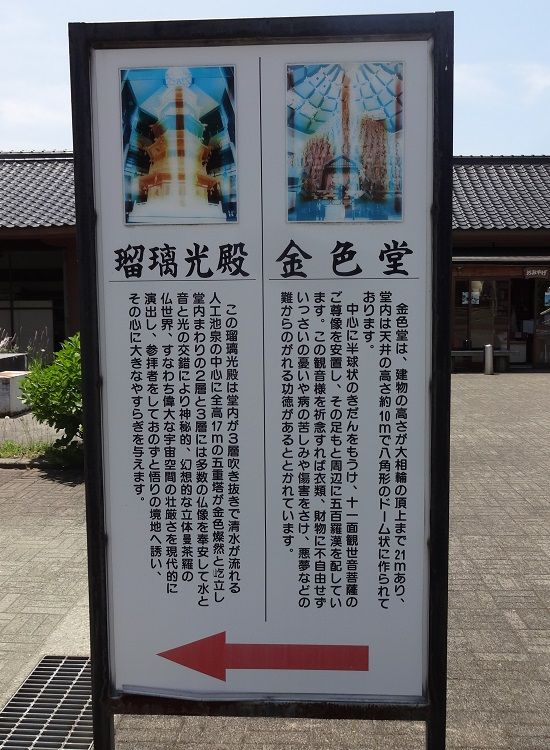 金色堂
金色堂は、建物の高さが大相輪の頂上まで21mあり、
堂内は天井の高さ約10mで八角形のドーム状に作られて
おります。
中心に半球状のきだんをもうけ、十一面観世音菩薩の
ご尊像を安置し、その足もと周辺に五百羅漢を配してい
ます。この観音様を祈念すれば衣類、財物に不自由せず
いっさいの憂いや病の苦しみや傷害をさけ、悪夢などの
難からのがれる功徳があるととかれています。
瑠璃光殿
この瑠璃光殿は堂内が3層吹き抜きで清水が流れる
人工池泉の中心に全高17mの五重塔が金色燦然と屹立し
堂内まわりの2層と3層には多数の仏像を奉安して水と
音と光の交錯により神秘的、幻想的な立体曼荼羅の
仏世界、すなわち偉大な宇宙空間の壮厳さを現代的に
演出し、参拝者をしておのずと悟りの境地へ誘い、
その心に大きなやすらぎを与えます。
おみやげ